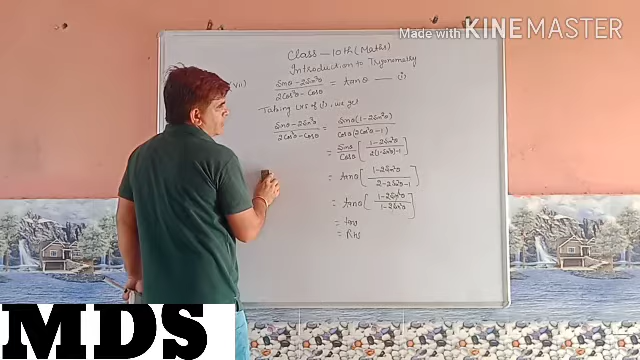 Made with KINEMASTER
Class - 10th (Maths)
Introduction to Trygonometry
(vii) sinθ - 2sin³θ / 2cos³θ - cosθ = tanθ — (i)
Taking LHS of (i), we get
sinθ - 2sin³θ / 2cos³θ - cosθ = sinθ(1 - 2sin²θ) / cosθ(2cos²θ - 1)
= sinθ / cosθ [1 - 2sin²θ / 2(1 - sin²θ) - 1]
= tanθ [1 - 2sin²θ / 2 - 2sin²θ - 1]
= tanθ [1 - 2sin²θ / 1 - 2sin²θ]
= tanθ
= RHS
MDS